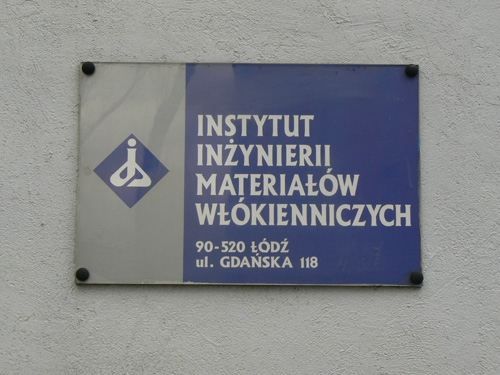 INSTYTUT
INŻYNIERII
MATERIAŁÓW
WŁÓKIENNICZYCH
90-520 ŁÓDŹ
ul. GDAŃSKA 118